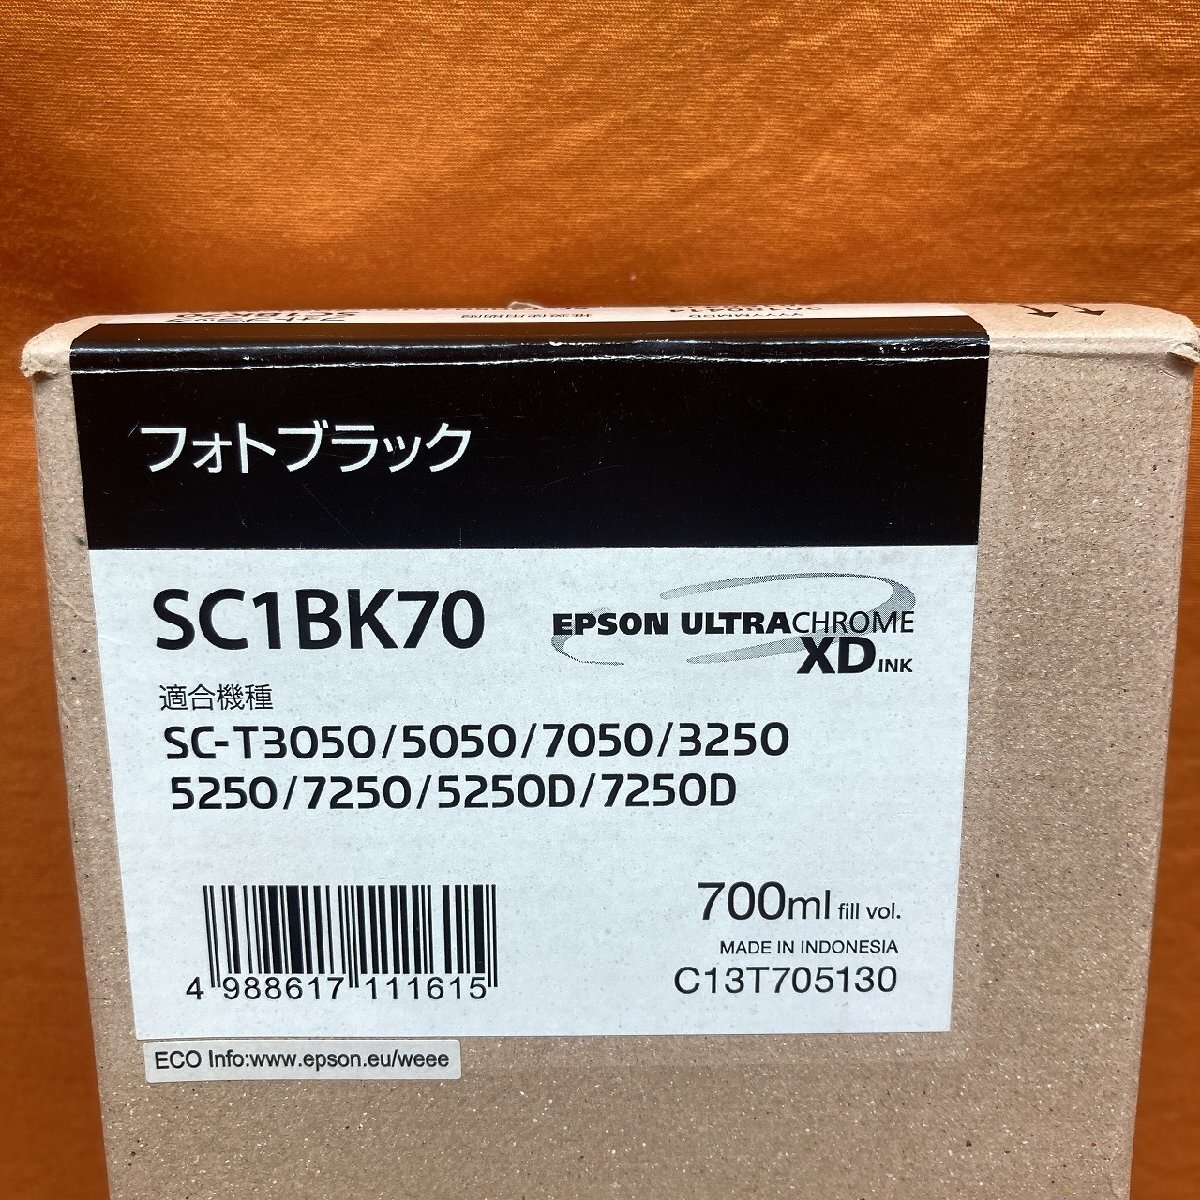 フォトブラック
SC1BK70
EPSON ULTRACHROME
XD INK
適合機種
SC-T3050/5050/7050/3250
5250/7250/5250D/7250D
700ml fill vol.
MADE IN INDONESIA
C13T705130
4 988617 111615
ECO Info:www.epson.eu/weee
SC1BK70
YYYYMMDD